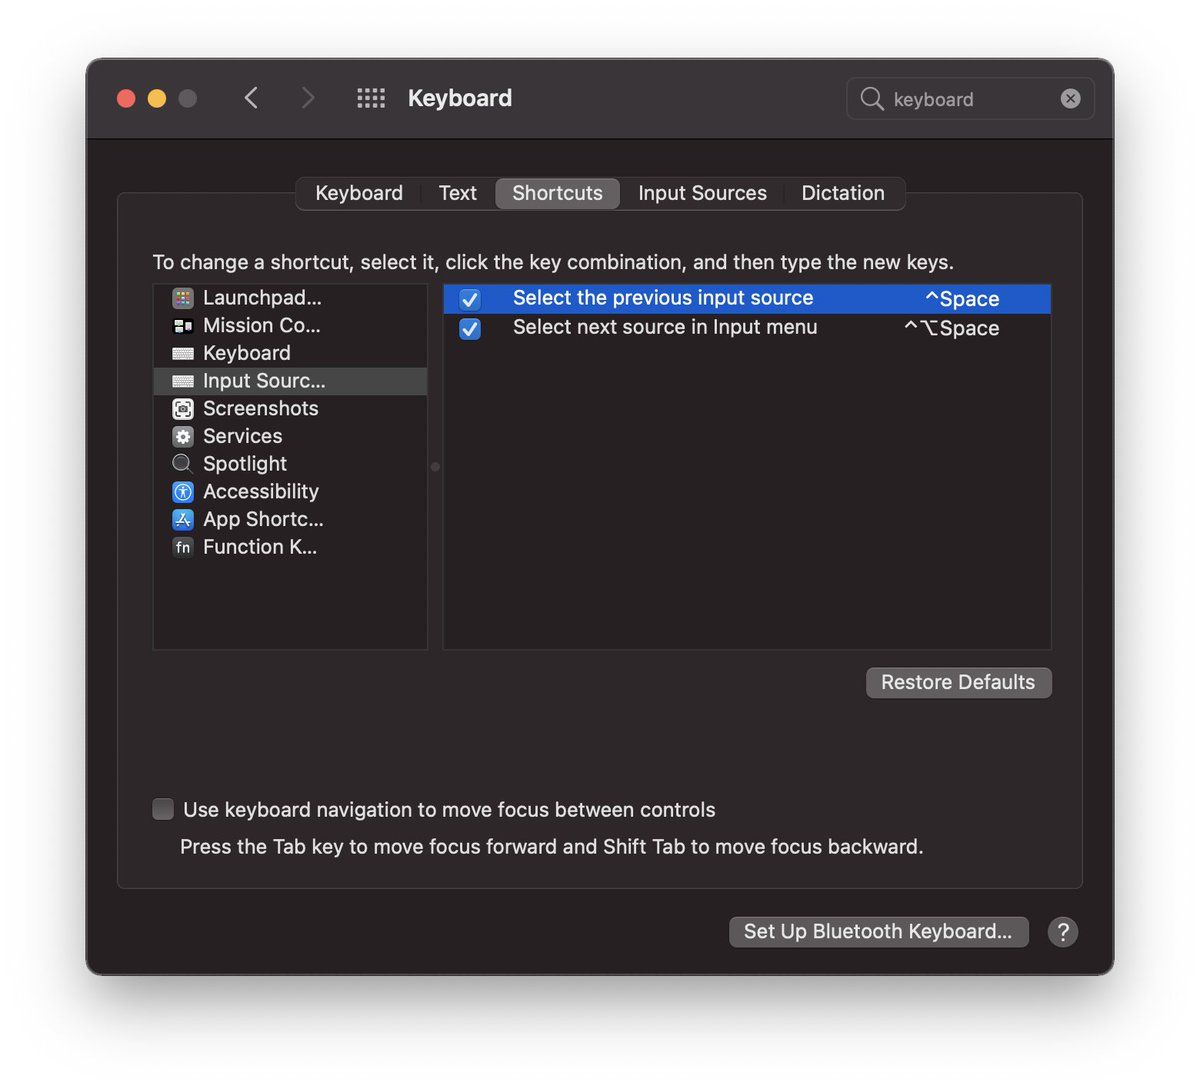 Keyboard
keyboard
Keyboard
Text
Shortcuts
Input Sources
Dictation
To change a shortcut, select it, click the key combination, and then type the new keys.
Launchpad...
Mission Co...
Keyboard
Input Sourc...
Screenshots
Services
Spotlight
Accessibility
App Shortc...
fn Function K...
Select the previous input source ^Space
Select next source in Input menu ^⌥Space
Restore Defaults
Use keyboard navigation to move focus between controls
Press the Tab key to move focus forward and Shift Tab to move focus backward.
Set Up Bluetooth Keyboard... ?